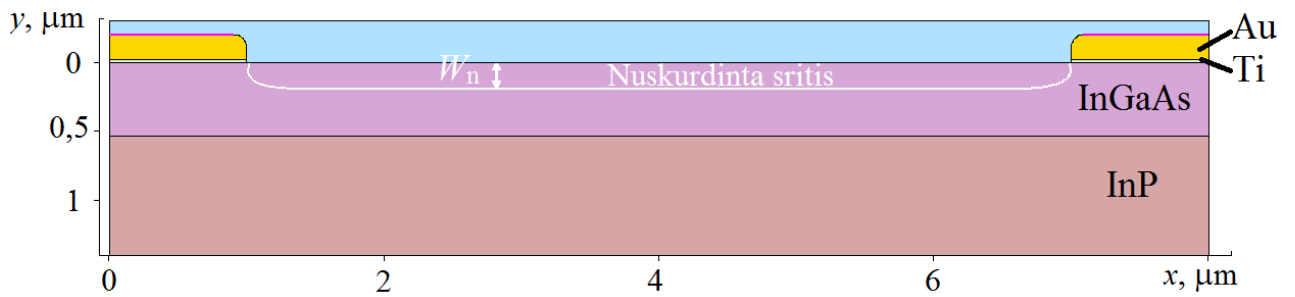 y, μm
Au
0
Wn
Nuskurdinta sritis
Ti
InGaAs
0,5
InP
1
0
2
4
6
x, μm